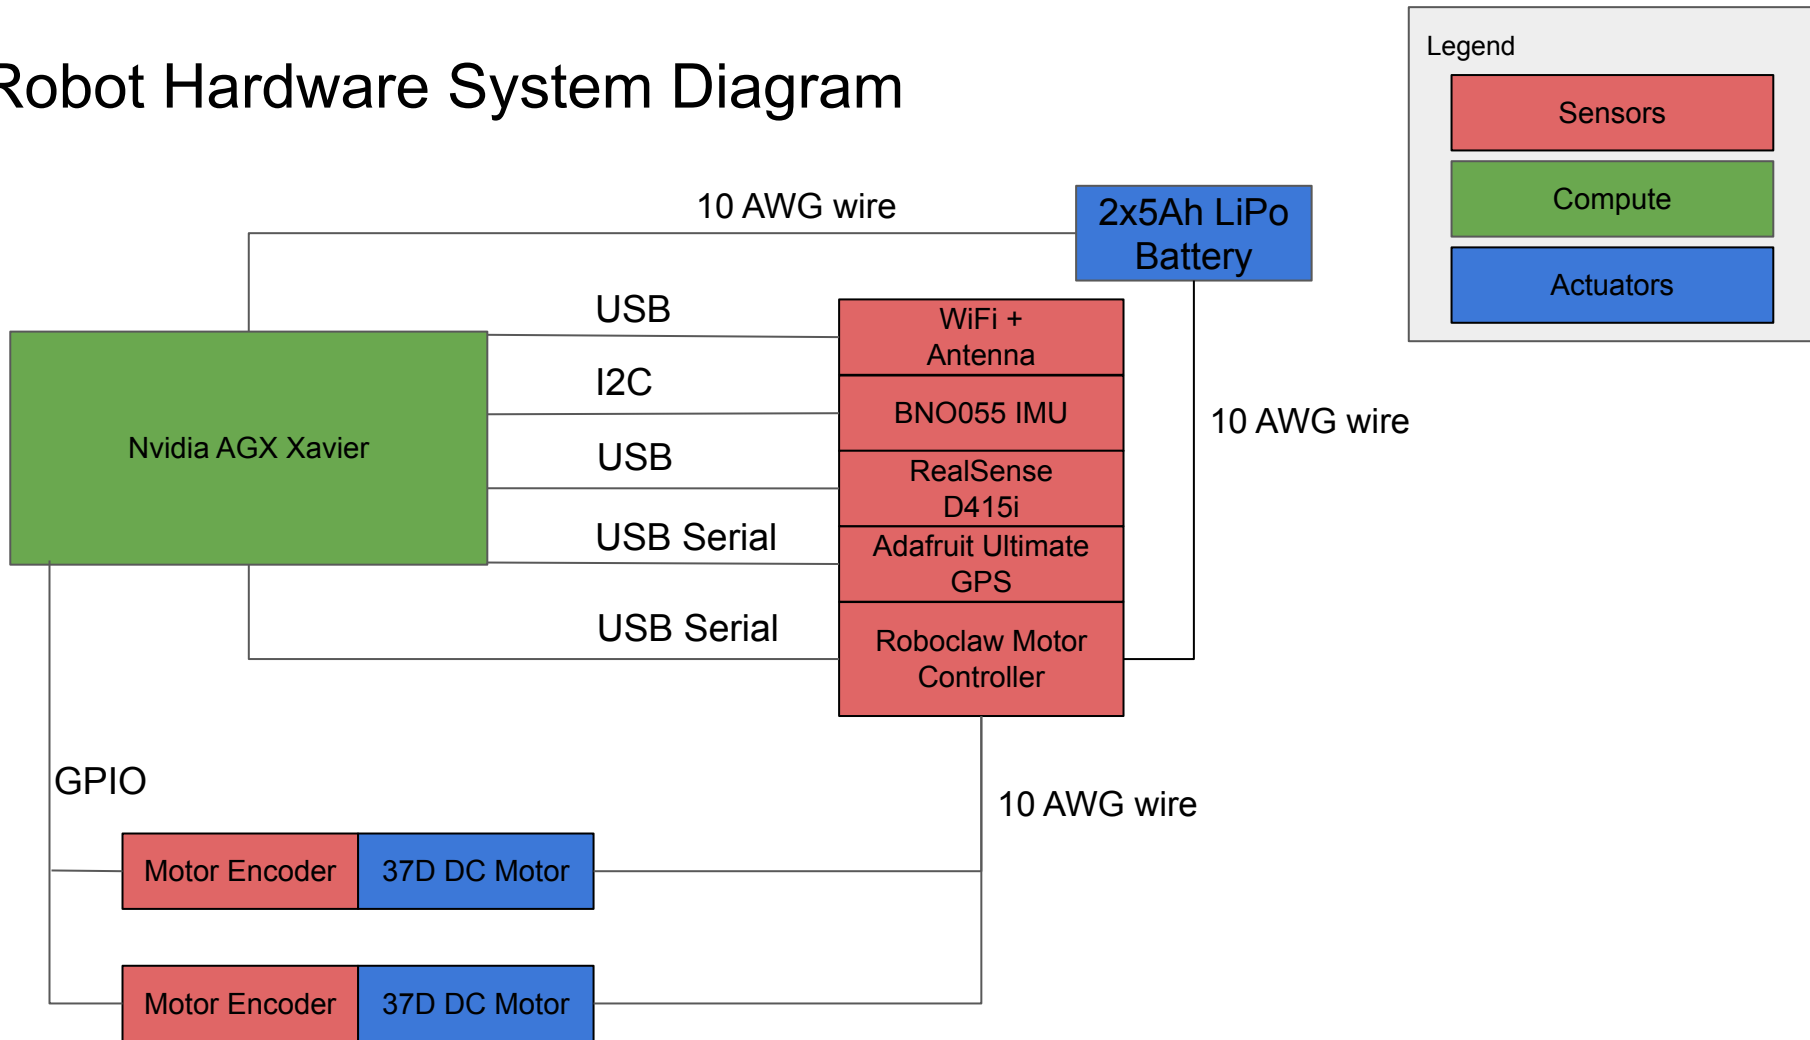 Robot Hardware System Diagram
Legend
Sensors
Compute
Actuators
10 AWG wire
2x5Ah LiPo
Battery
USB
WiFi +
Antenna
I2C
BNO055 IMU
10 AWG wire
Nvidia AGX Xavier
USB
RealSense
D415i
USB Serial
Adafruit Ultimate
GPS
USB Serial
Roboclaw Motor
Controller
GPIO
10 AWG wire
Motor Encoder
37D DC Motor
Motor Encoder
37D DC Motor